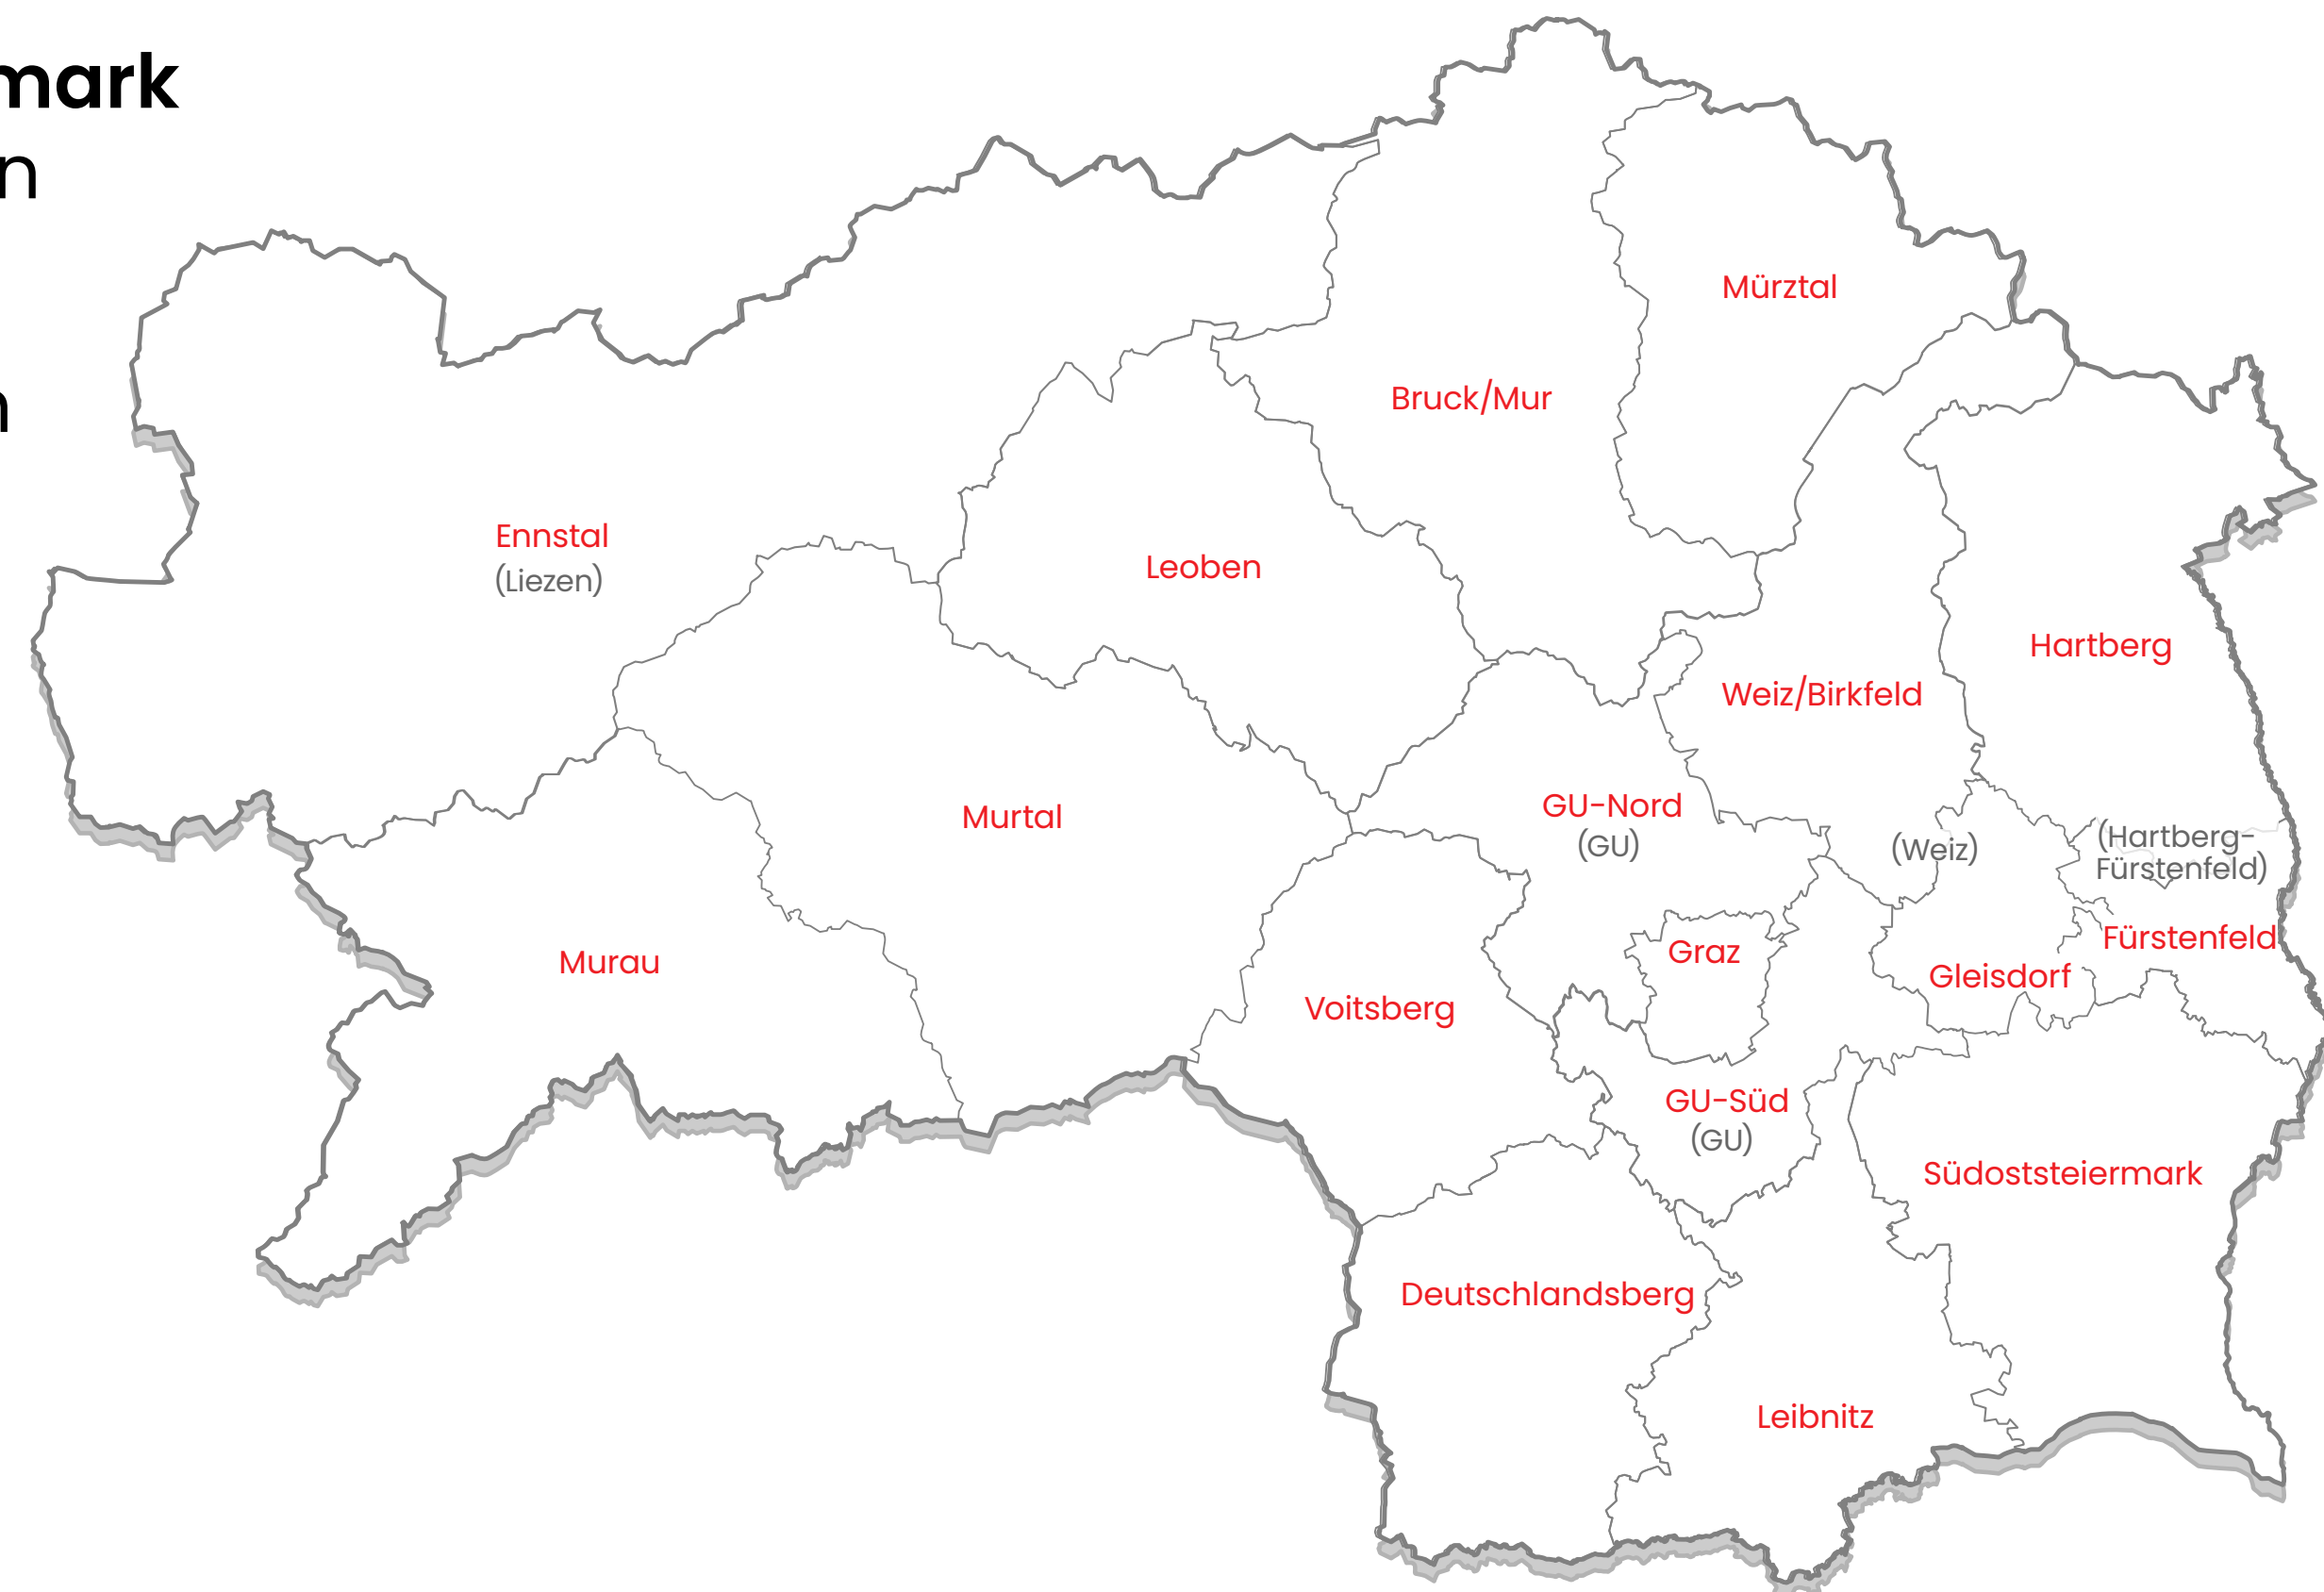 mark
n
n
Mürztal
Bruck/Mur
Ennstal
(Liezen)
Leoben
Hartberg
Weiz/Birkfeld
GU-Nord
(GU)
Murtal
(Weiz)
(Hartberg-
Fürstenfeld)
Fürstenfeld
Graz
Murau
Gleisdorf
Voitsberg
GU-Süd
(GU)
Südoststeiermark
Deutschlandsberg
Leibnitz